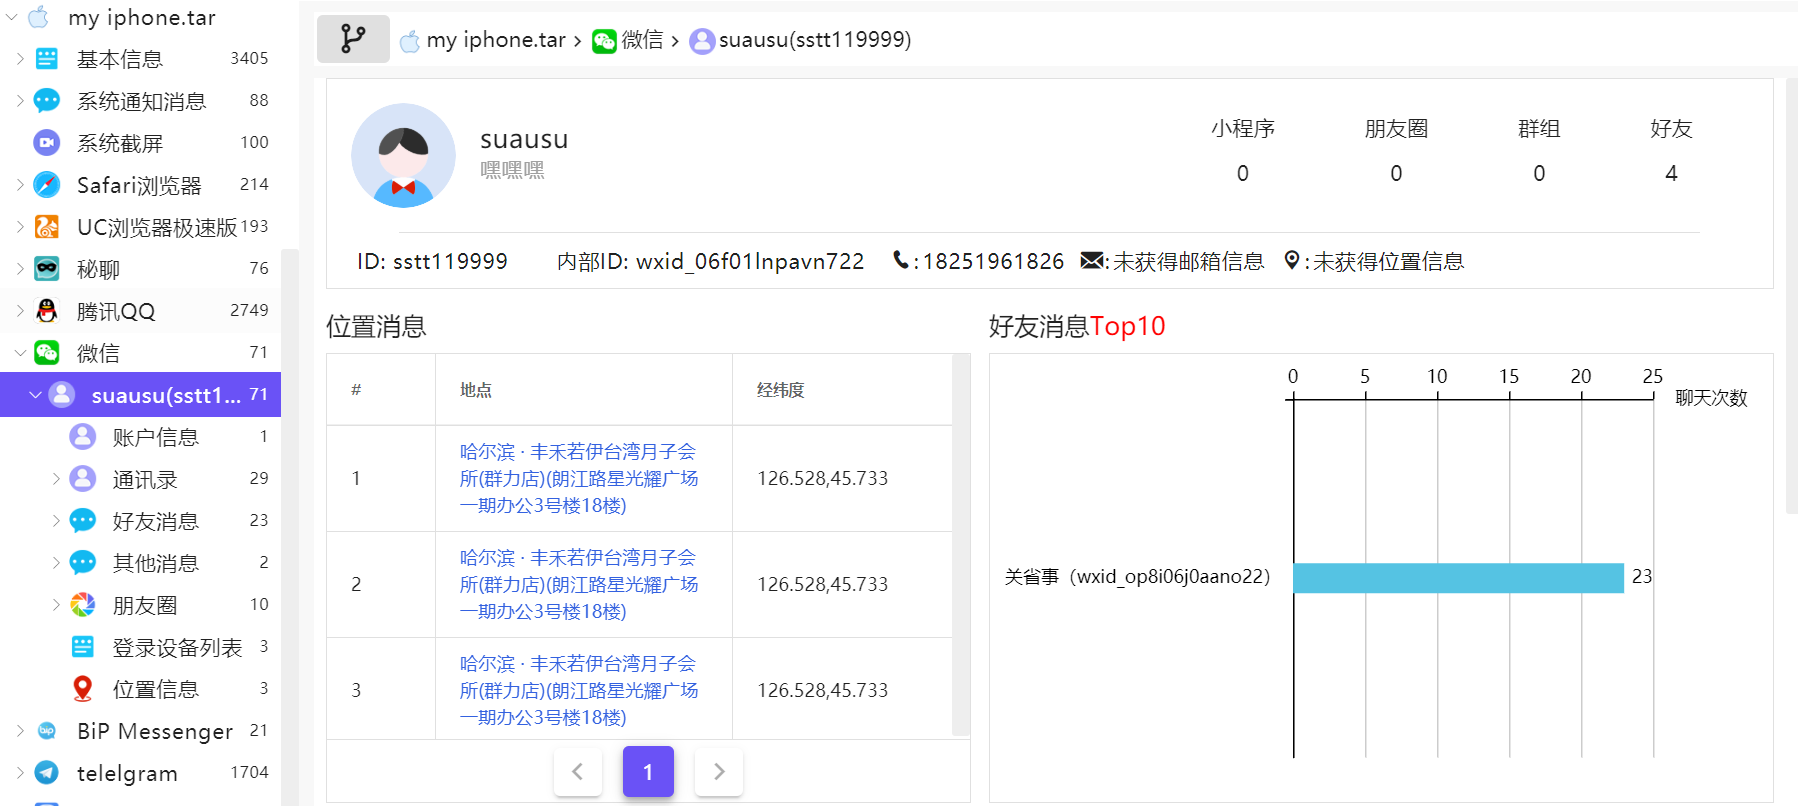 my iphone.tar
基本信息 3405
系统通知消息 88
系统截屏 100
Safari浏览器 214
UC浏览器极速版 193
秘聊 76
腾讯QQ 2749
微信 71
suausu(sstt1... 71
账户信息 1
通讯录 29
好友消息 23
其他消息 2
朋友圈 10
登录设备列表 3
位置信息 3
BiP Messenger 21
telelgram 1704
my iphone.tar > 微信 > suausu(sstt119999)
suausu
嘿嘿嘿
小程序 朋友圈 群组 好友
0 0 0 4
ID: sstt119999 内部ID: wxid_06f01lnpavn722 :18251961826 :未获得邮箱信息 :未获得位置信息
位置消息
# 地点 经纬度
1 哈尔滨 · 丰禾若伊台湾月子会
所(群力店)(朗江路星光耀广场
一期办公3号楼18楼) 126.528,45.733
2 哈尔滨 · 丰禾若伊台湾月子会
所(群力店)(朗江路星光耀广场
一期办公3号楼18楼) 126.528,45.733
3 哈尔滨 · 丰禾若伊台湾月子会
所(群力店)(朗江路星光耀广场
一期办公3号楼18楼) 126.528,45.733
1
好友消息Top10
0 5 10 15 20 25
聊天次数
关省事（wxid_op8i06j0aano22） 23